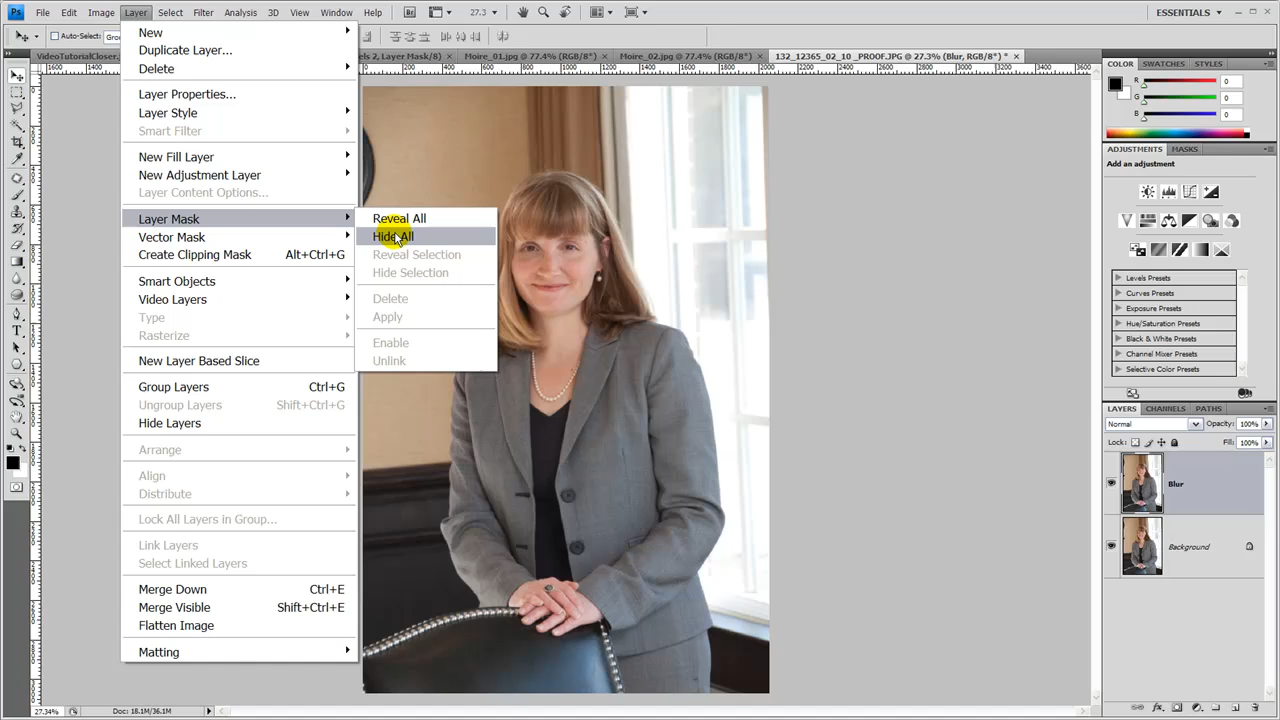 Ps File Edit Image Layer Select Filter Analysis 3D View Window Help Br 27.3 ESSENTIALS
Auto-Select:
VideoTutorialCloser. els 2, Layer Mask/8) Moire_01.jpg @ 77.4% (RGB/8*) Moire_02.jpg @ 77.4% (RGB/8*) 132_12365_02_10 _PROOF.JPG @ 27.3% (Blur, RGB/8*) *
New
Duplicate Layer...
Delete
Layer Properties...
Layer Style
Smart Filter
New Fill Layer
New Adjustment Layer
Layer Content Options...
Layer Mask
Vector Mask
Create Clipping Mask Alt+Ctrl+G
Smart Objects
Video Layers
Type
Rasterize
New Layer Based Slice
Group Layers Ctrl+G
Ungroup Layers Shift+Ctrl+G
Hide Layers
Arrange
Align
Distribute
Lock All Layers in Group...
Link Layers
Select Linked Layers
Merge Down Ctrl+E
Merge Visible Shift+Ctrl+E
Flatten Image
Matting
Reveal All
Hide All
Reveal Selection
Hide Selection
Delete
Apply
Enable
Unlink
COLOR SWATCHES STYLES
R 0
G 0
B 0
ADJUSTMENTS MASKS
Add an adjustment
Levels Presets
Curves Presets
Exposure Presets
Hue/Saturation Presets
Black & White Presets
Channel Mixer Presets
Selective Color Presets
LAYERS CHANNELS PATHS
Normal Opacity: 100%
Lock: Fill: 100%
Blur
Background
27.34% Doc: 18.1M/36.1M